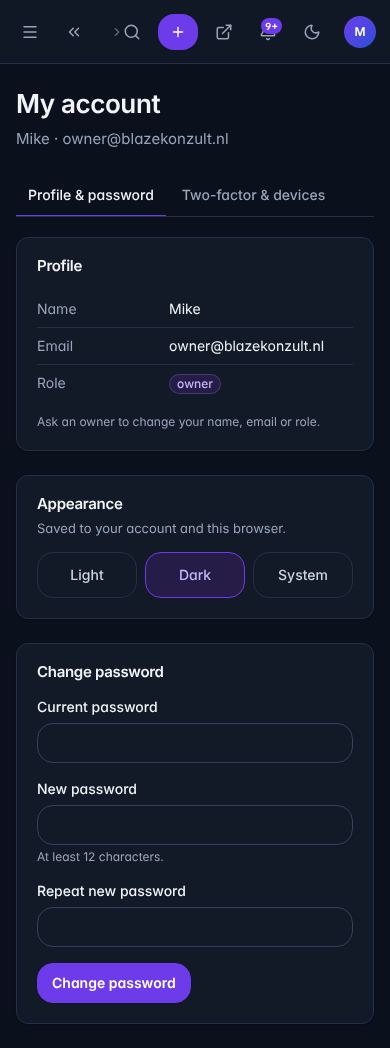 9+
M
My account
Mike · owner@blazekonzult.nl
Profile & password
Two-factor & devices
Profile
Name Mike
Email owner@blazekonzult.nl
Role owner
Ask an owner to change your name, email or role.
Appearance
Saved to your account and this browser.
Light Dark System
Change password
Current password
New password
At least 12 characters.
Repeat new password
Change password